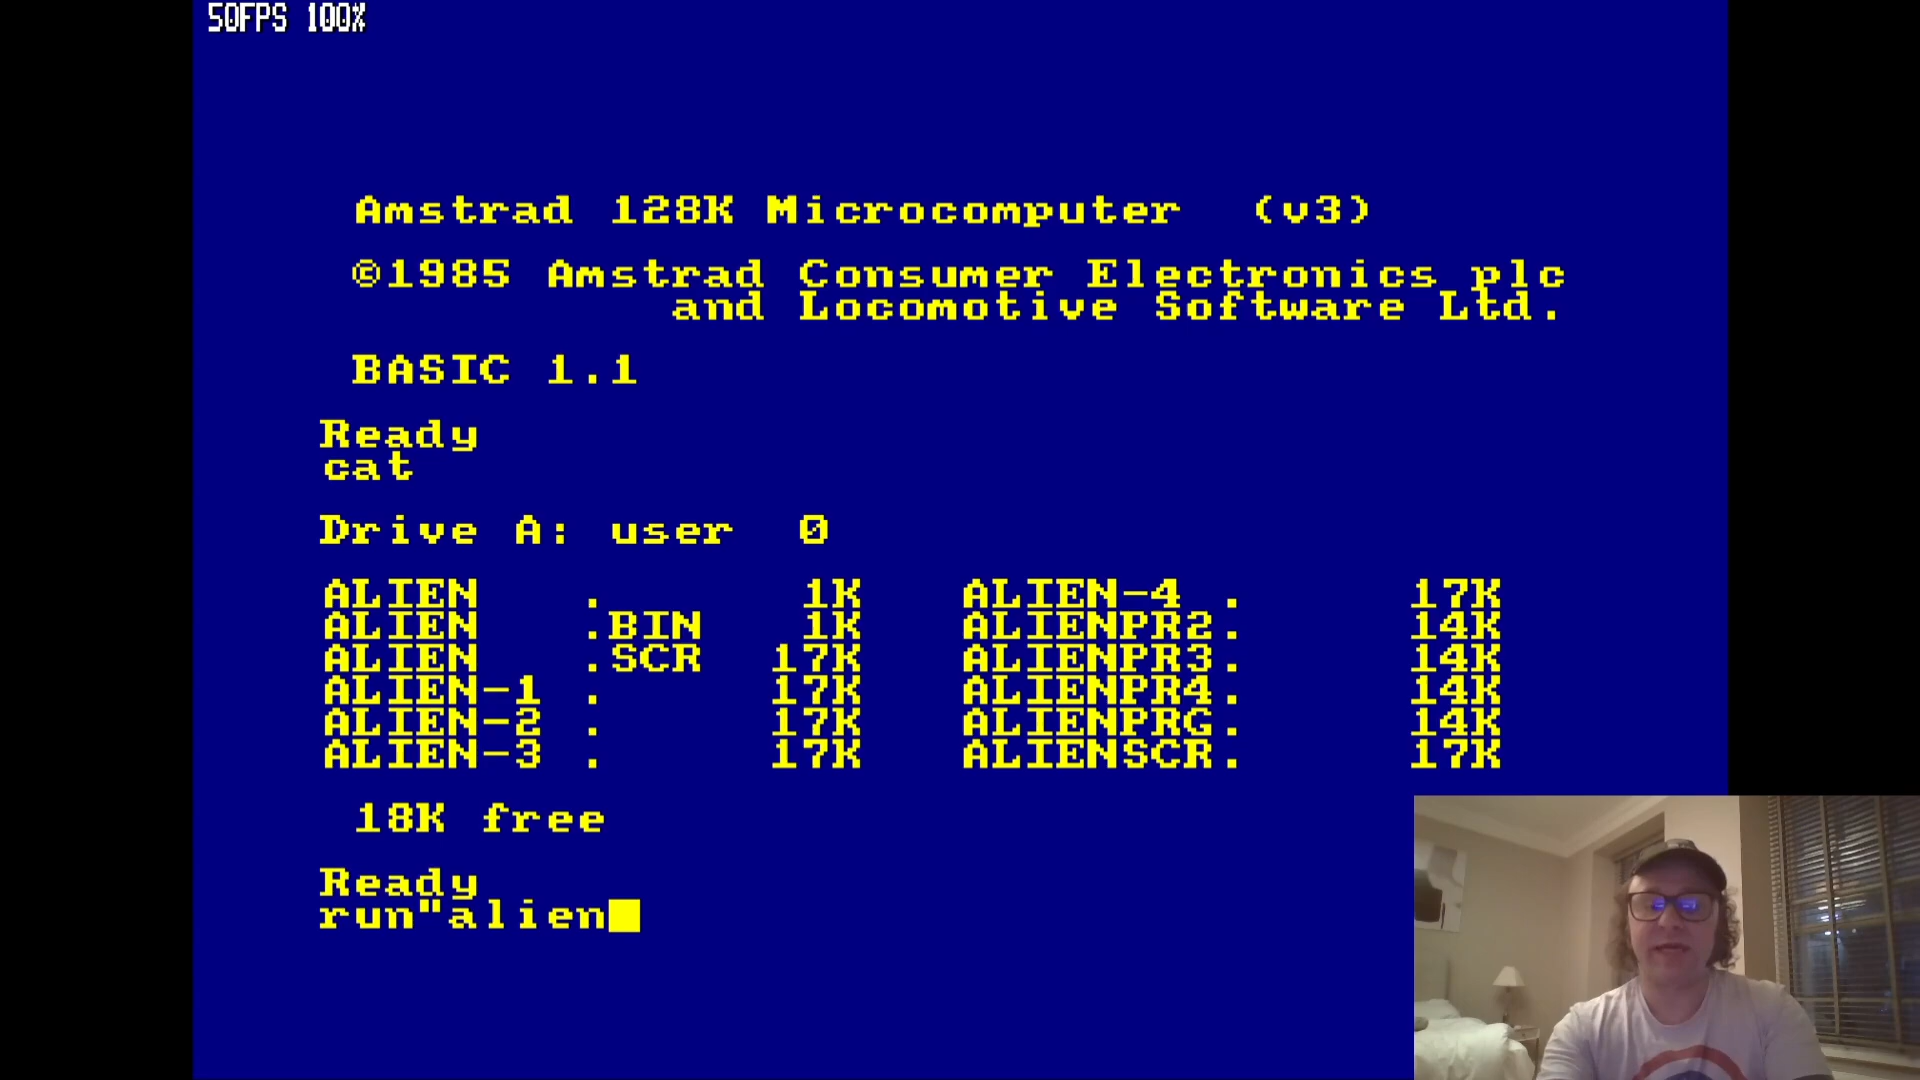 50FPS 100%
Amstrad 128K Microcomputer (v3)
©1985 Amstrad Consumer Electronics plc
and Locomotive Software Ltd.
BASIC 1.1
Ready
cat
Drive A: user 0
ALIEN . 1K ALIEN-4 . 17K
ALIEN .BIN 1K ALIENPR2. 14K
ALIEN .SCR 17K ALIENPR3. 14K
ALIEN-1 . 17K ALIENPR4. 14K
ALIEN-2 . 17K ALIENPRG. 14K
ALIEN-3 . 17K ALIENSCR. 17K
18K free
Ready
run"alien